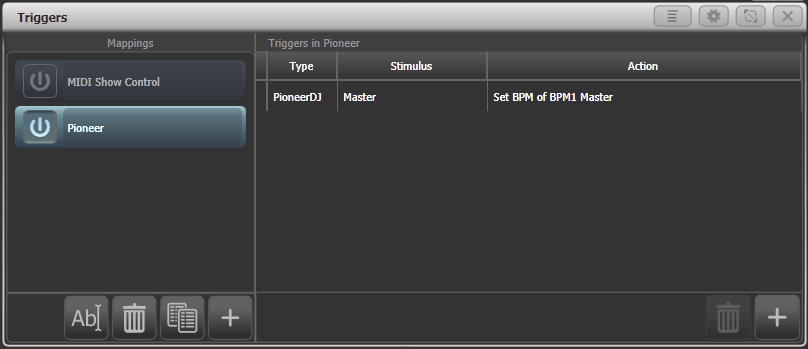 Triggers
Mappings
Triggers in Pioneer
MIDI Show Control
Pioneer
Type Stimulus Action
PioneerDJ Master Set BPM of BPM1 Master
Ab